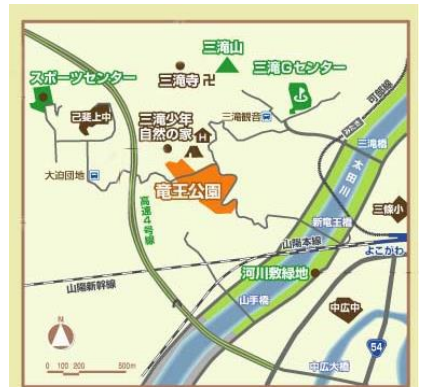 三滝山
スポーツセンター
三滝寺
三滝Gセンター
己斐上中
三滝少年
自然の家
三滝観音
可部線
みたき
三滝橋
太田川
大迫団地
竜王公園
高速4号線
新竜王橋
三篠小
山陽本線
よこがわ
河川敷緑地
山陽新幹線
山手橋
中広中
N
54
0 100 200 500m
中広大橋